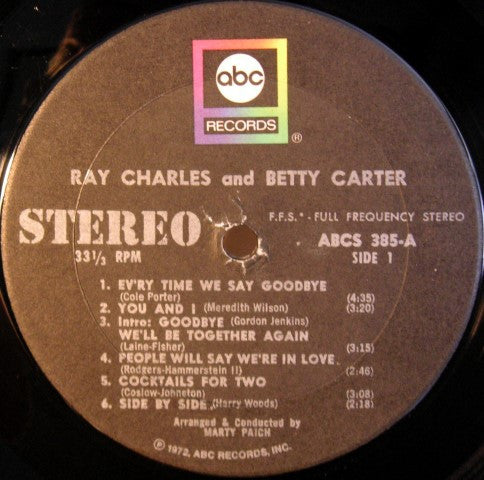 abc
RECORDS
®
RAY CHARLES and BETTY CARTER
STEREO
33⅓ RPM
F.F.S.* - FULL FREQUENCY STEREO
ABCS 385-A
SIDE 1
1. EV'RY TIME WE SAY GOODBYE
(Cole Porter) (4:35)
2. YOU AND I (Meredith Wilson) (3:20)
3. Intro: GOODBYE (Gordon Jenkins)
WE'LL BE TOGETHER AGAIN
(Laine-Fisher) (3:15)
4. PEOPLE WILL SAY WE'RE IN LOVE
(Rodgers-Hammerstein II) (2:46)
5. COCKTAILS FOR TWO
(Coslow-Johneton) (3:08)
6. SIDE BY SIDE (Harry Woods) (2:18)
Arranged & Conducted by
MARTY PAICH
Ⓟ 1972, ABC RECORDS, INC.